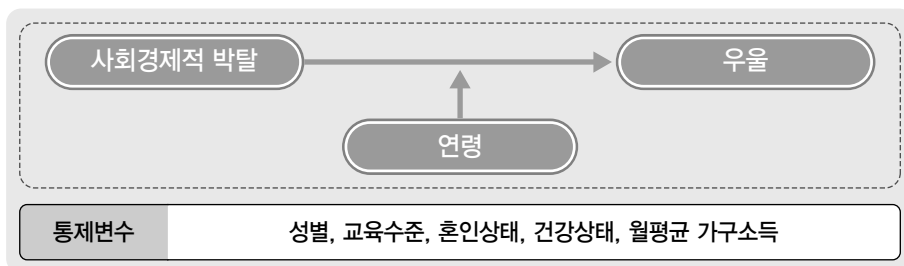 사회경제적 박탈
우울
연령
통제변수
성별, 교육수준, 혼인상태, 건강상태, 월평균 가구소득